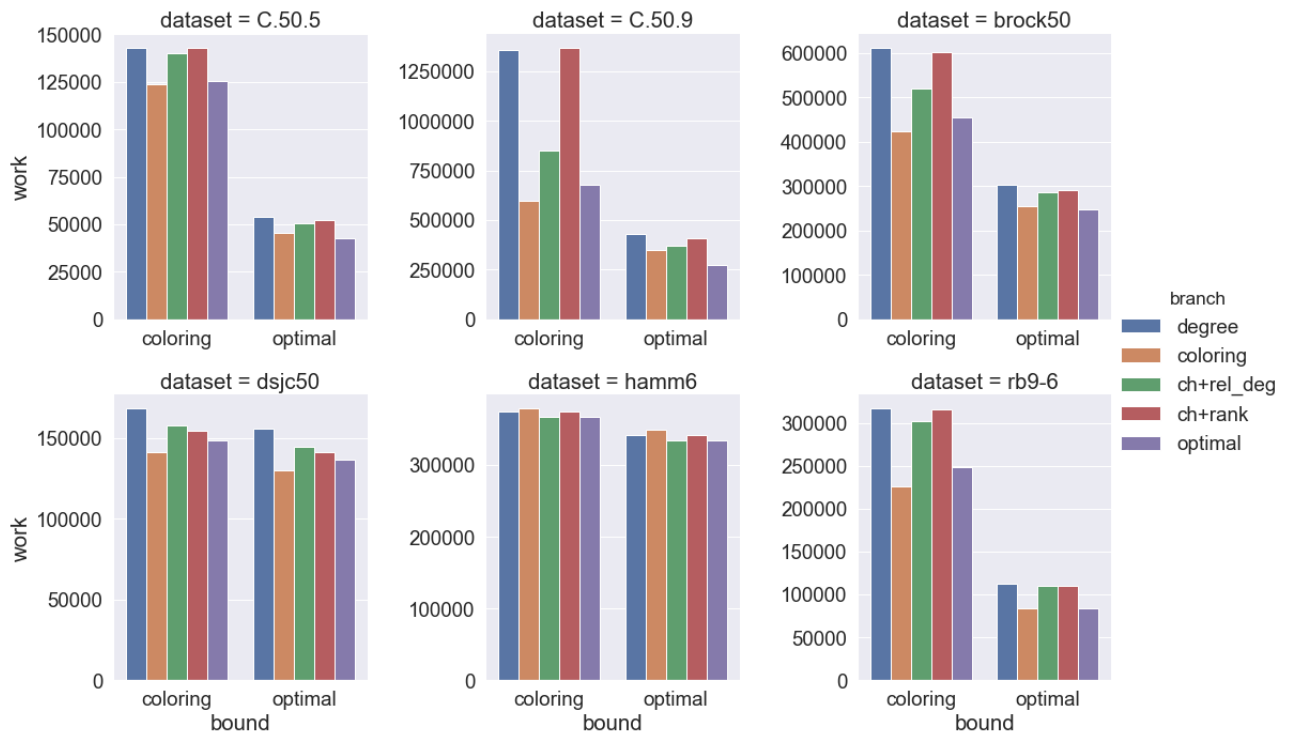 dataset = C.50.5
dataset = C.50.9
dataset = brock50
work
150000
125000
100000
75000
50000
25000
0
coloring
optimal
1250000
1000000
750000
500000
250000
0
coloring
optimal
600000
500000
400000
300000
200000
100000
0
coloring
optimal
branch
degree
coloring
ch+rel_deg
ch+rank
optimal
dataset = dsjc50
dataset = hamm6
dataset = rb9-6
work
150000
100000
50000
0
coloring
optimal
bound
300000
200000
100000
0
coloring
optimal
bound
300000
250000
200000
150000
100000
50000
0
coloring
optimal
bound